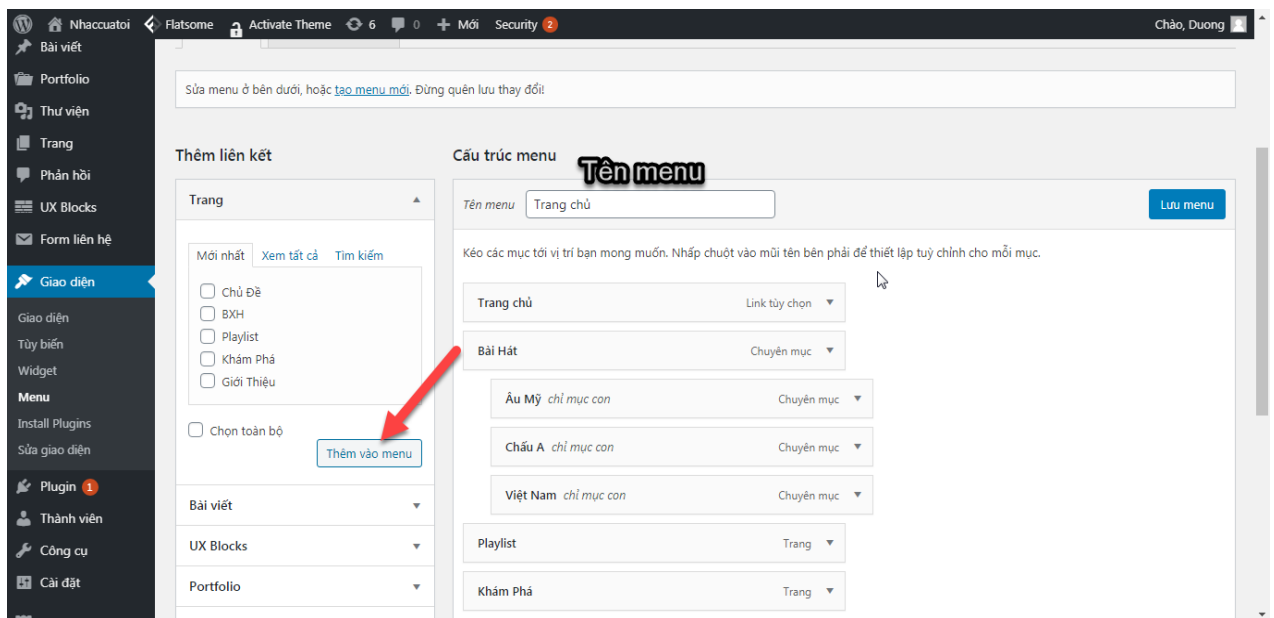 Nhaccuatoi Flatsome Activate Theme 6 0 Mới Security 2 Chào, Duong
Bài viết
Portfolio
Thư viện
Trang
Phản hồi
UX Blocks
Form liên hệ
Giao diện
Giao diện
Tùy biến
Widget
Menu
Install Plugins
Sửa giao diện
Plugin 1
Thành viên
Công cụ
Cài đặt
Sửa menu ở bên dưới, hoặc tạo menu mới. Đừng quên lưu thay đổi!
Thêm liên kết
Trang
Mới nhất Xem tất cả Tìm kiếm
Chủ Đề
BXH
Playlist
Khám Phá
Giới Thiệu
Chọn toàn bộ
Thêm vào menu
Bài viết
UX Blocks
Portfolio
Cấu trúc menu
Tên menu
Tên menu Trang chủ Lưu menu
Kéo các mục tới vị trí bạn mong muốn. Nhấp chuột vào mũi tên bên phải để thiết lập tuỳ chỉnh cho mỗi mục.
Trang chủ Link tùy chọn
Bài Hát Chuyên mục
Âu Mỹ chỉ mục con Chuyên mục
Chấu A chỉ mục con Chuyên mục
Việt Nam chỉ mục con Chuyên mục
Playlist Trang
Khám Phá Trang